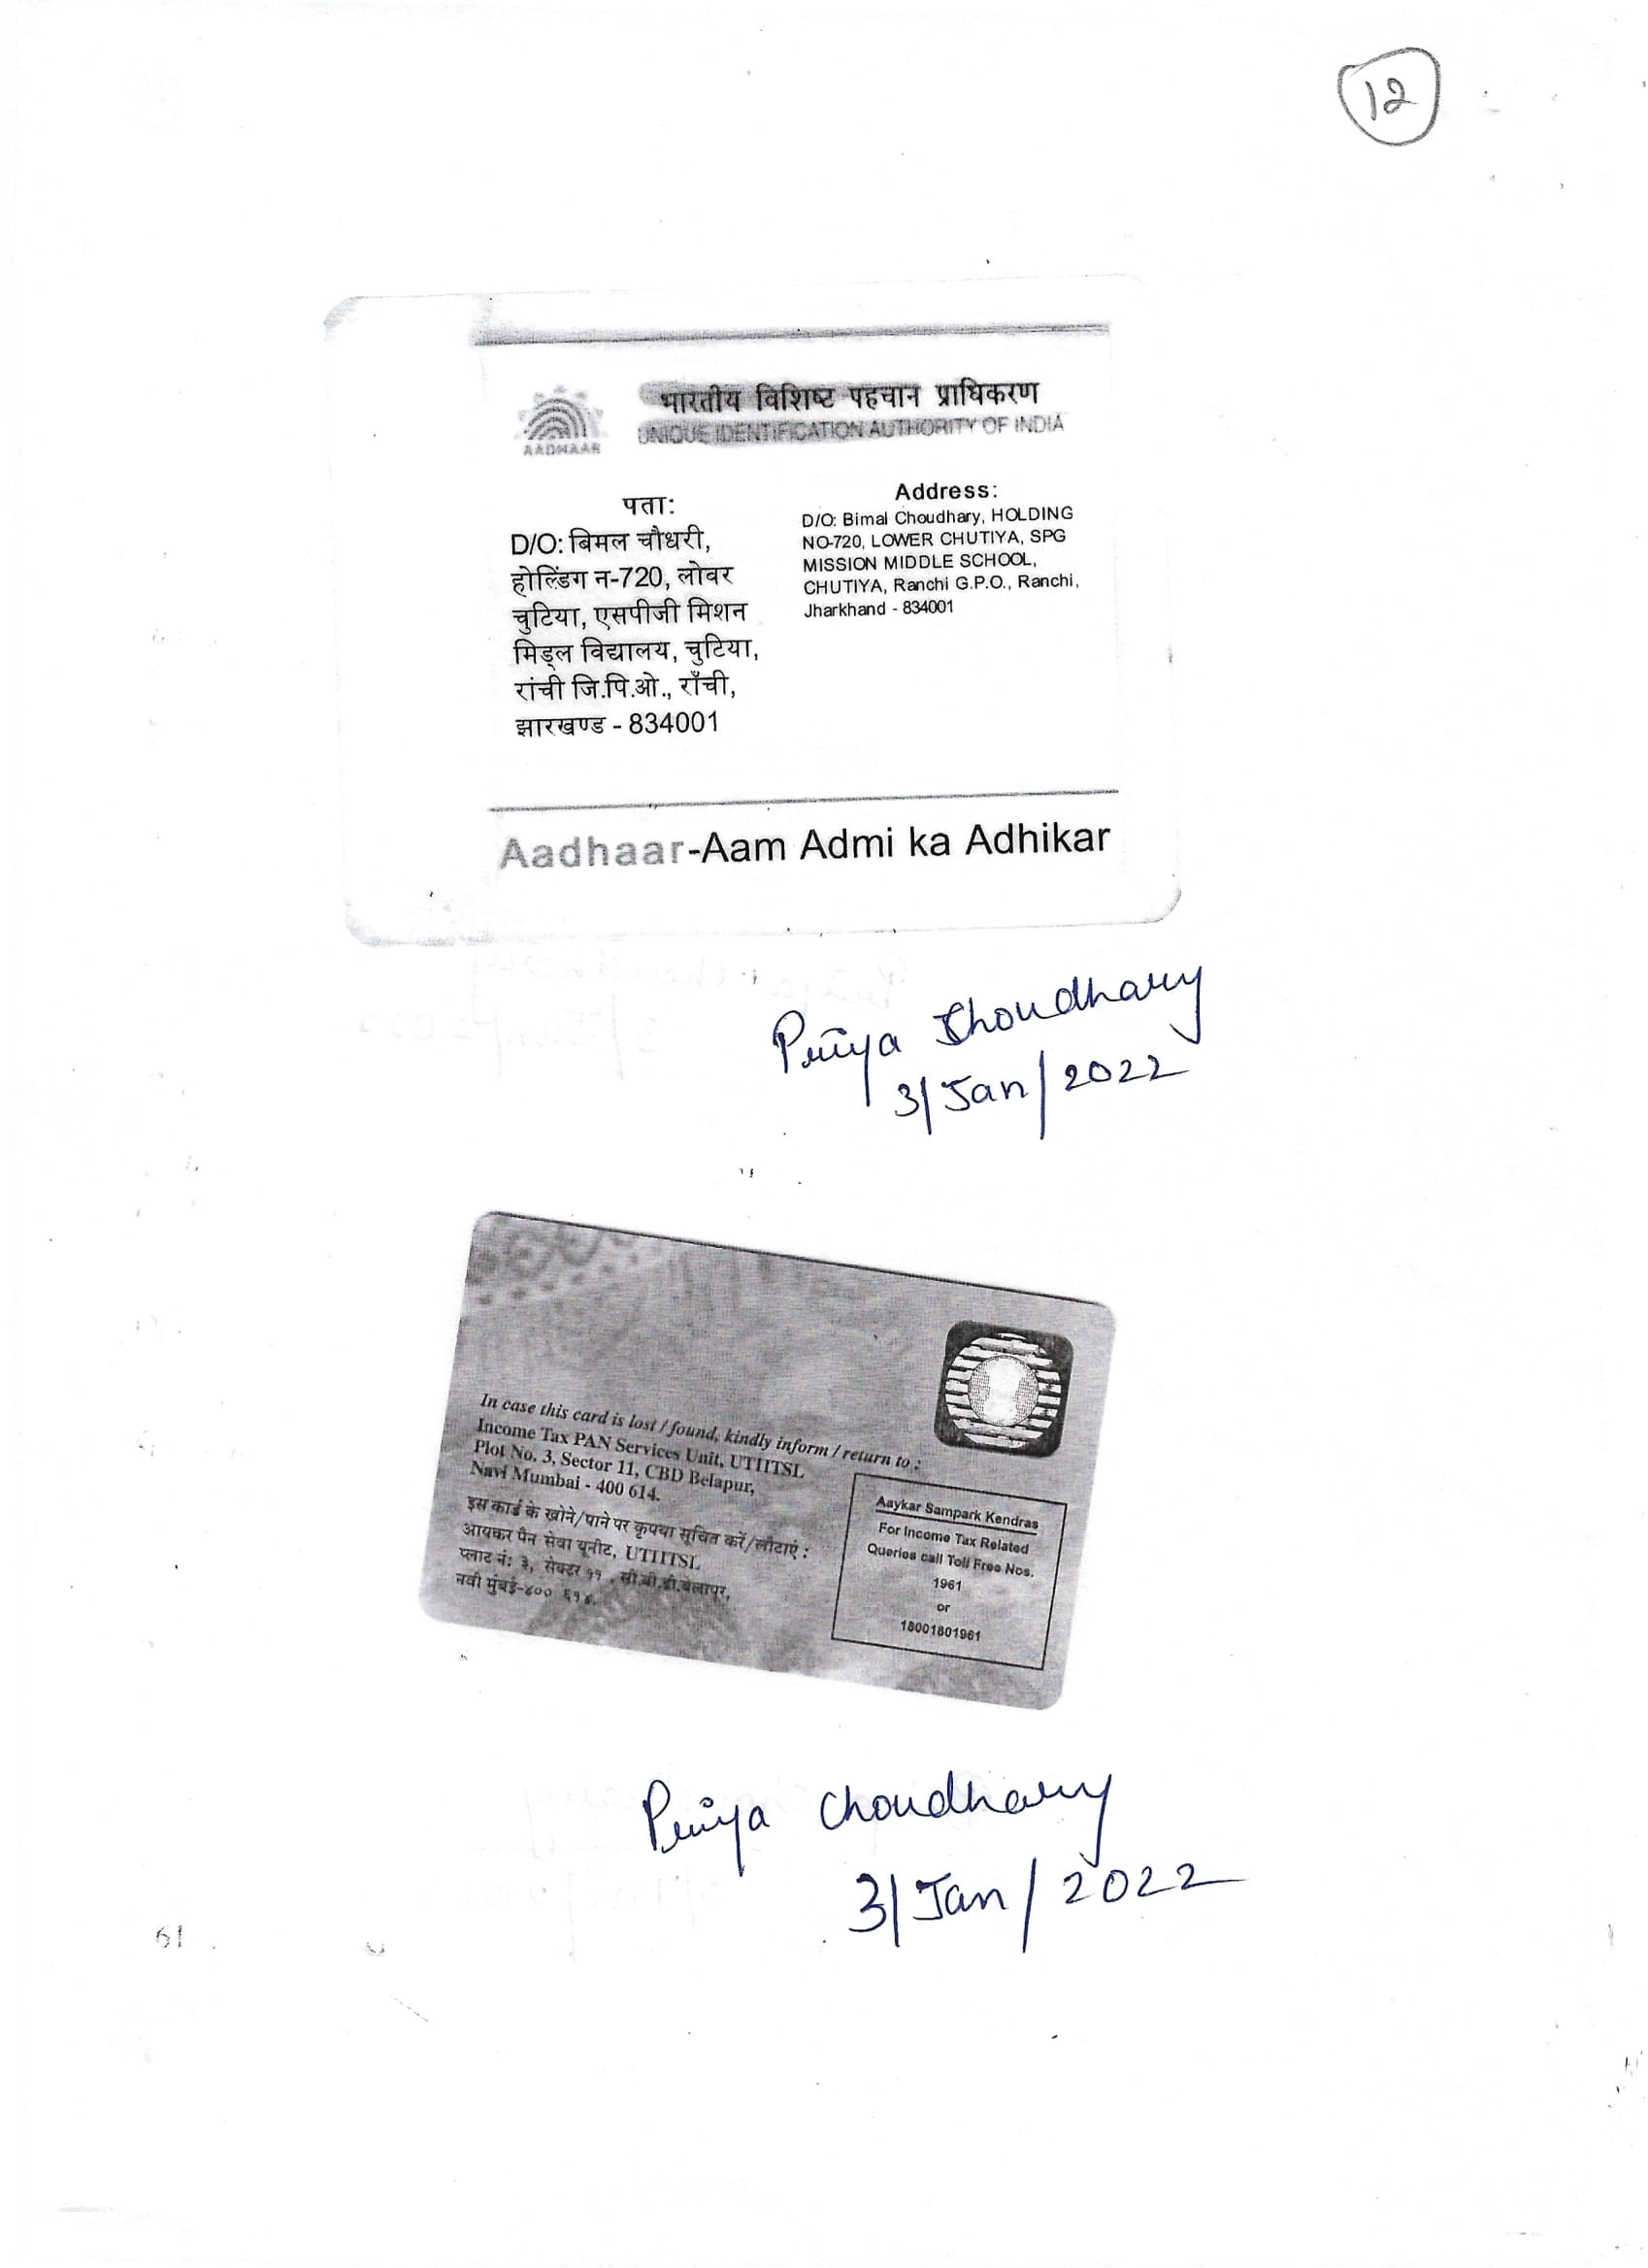 12
भारतीय विशिष्ट पहचान प्राधिकरण
UNIQUE IDENTIFICATION AUTHORITY OF INDIA
AADHAAR
पता:
D/O: बिमल चौधरी,
होल्डिंग न-720, लोवर
चुटिया, एसपीजी मिशन
मिड्ल विद्यालय, चुटिया,
रांची जि.पि.ओ., राँची,
झारखण्ड - 834001
Address:
D/O: Bimal Choudhary, HOLDING
NO-720, LOWER CHUTIYA, SPG
MISSION MIDDLE SCHOOL,
CHUTIYA, Ranchi G.P.O., Ranchi,
Jharkhand - 834001
Aadhaar-Aam Admi ka Adhikar
Priya Choudhary
3/Jan/2022
In case this card is lost / found, kindly inform / return to :
Income Tax PAN Services Unit, UTIITSL
Plot No. 3, Sector 11, CBD Belapur,
Navi Mumbai - 400 614.
इस कार्ड के खोने/पाने पर कृपया सूचित करें/लौटाएं :
आयकर पैन सेवा यूनीट, UTIITSL
प्लाट नं: ३, सेक्टर ११ , सी.बी.डी.बेलापूर,
नवी मुंबई-४०० ६१४.
Aaykar Sampark Kendras
For Income Tax Related
Queries call Toll Free Nos.
1961
or
18001801961
Priya Choudhary
3/Jan/2022
61